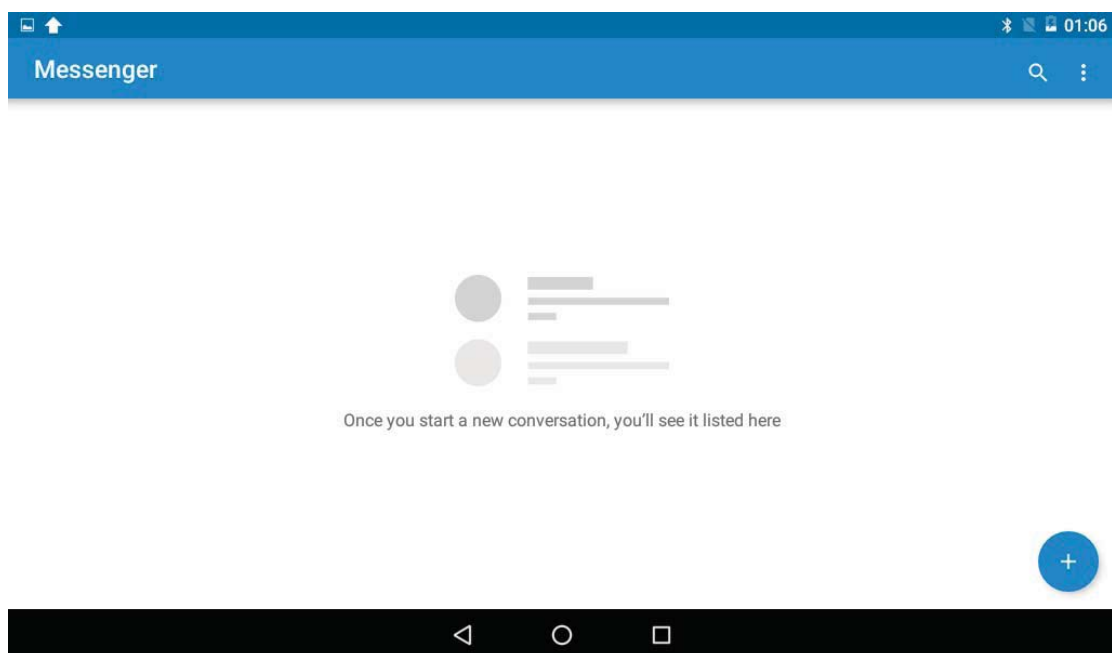 01:06
Messenger
Once you start a new conversation, you’ll see it listed here